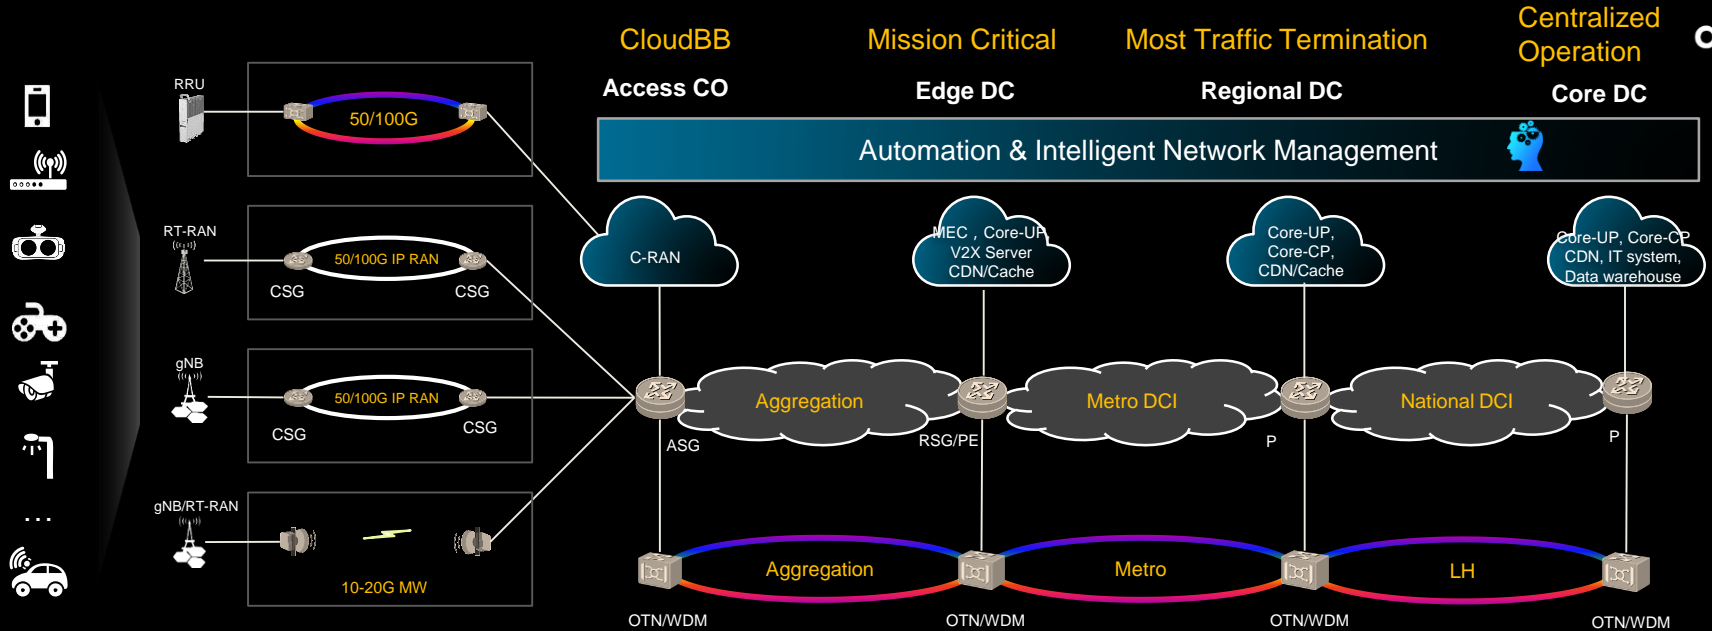 CloudBB
Mission Critical
Most Traffic Termination
Centralized
Operation
Access CO
Edge DC
Regional DC
Core DC
Automation & Intelligent Network Management
RRU
50/100G
RT-RAN
50/100G IP RAN
CSG
CSG
C-RAN
MEC , Core-UP,
V2X Server
CDN/Cache
Core-UP,
Core-CP,
CDN/Cache
Core-UP, Core-CP
CDN, IT system,
Data warehouse
gNB
50/100G IP RAN
CSG
CSG
Aggregation
Metro DCI
National DCI
ASG
RSG/PE
P
P
gNB/RT-RAN
10-20G MW
...
Aggregation
Metro
LH
OTN/WDM
OTN/WDM
OTN/WDM
OTN/WDM